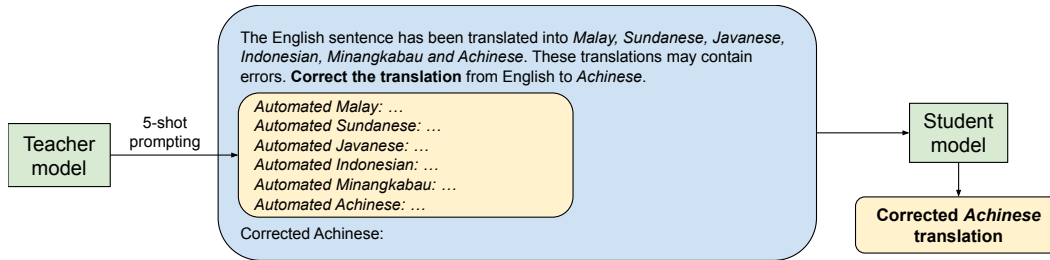 Teacher
model
5-shot
prompting
The English sentence has been translated into Malay, Sundanese, Javanese,
Indonesian, Minangkabau and Achinese. These translations may contain
errors. Correct the translation from English to Achinese.
Automated Malay: …
Automated Sundanese: …
Automated Javanese: …
Automated Indonesian: …
Automated Minangkabau: …
Automated Achinese: …
Corrected Achinese:
Student
model
Corrected Achinese
translation